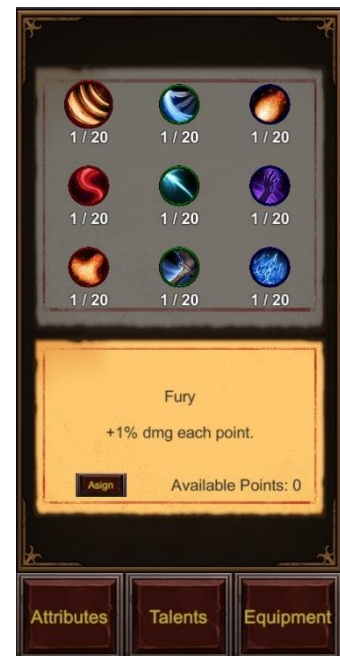 1 / 20 1 / 20 1 / 20
1 / 20 1 / 20 1 / 20
1 / 20 1 / 20 1 / 20
Fury
+1% dmg each point.
Asign Available Points: 0
Attributes Talents Equipment